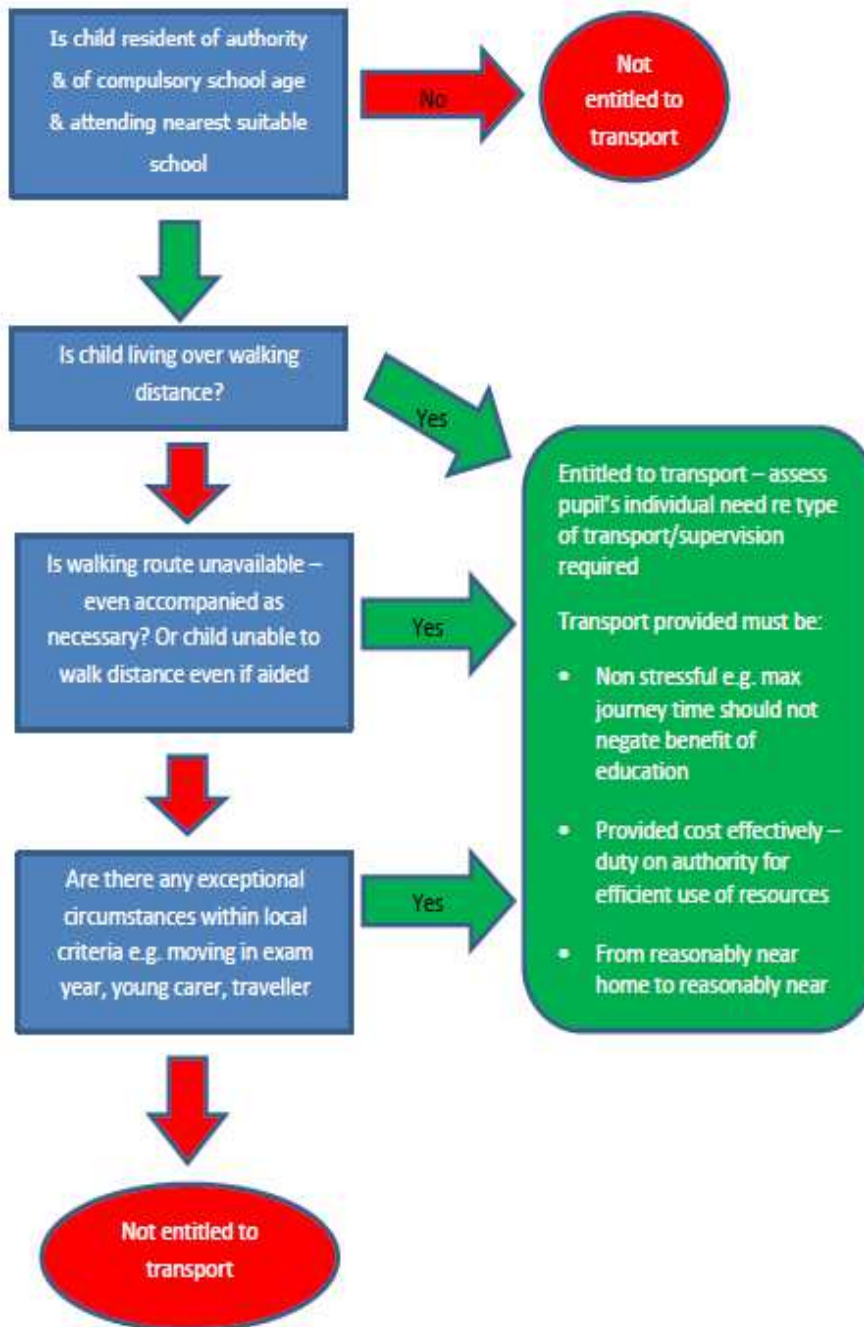 Is child resident of authority
& of compulsory school age
& attending nearest suitable
school
No
Not
entitled to
transport
Is child living over walking
distance?
Yes
Is walking route unavailable –
even accompanied as
necessary? Or child unable to
walk distance even if aided
Yes
Are there any exceptional
circumstances within local
criteria e.g. moving in exam
year, young carer, traveller
Yes
Entitled to transport – assess
pupil's individual need re type
of transport/supervision
required
Transport provided must be:
• Non stressful e.g. max
journey time should not
negate benefit of
education
• Provided cost effectively –
duty on authority for
efficient use of resources
• From reasonably near
home to reasonably near
Not entitled to
transport